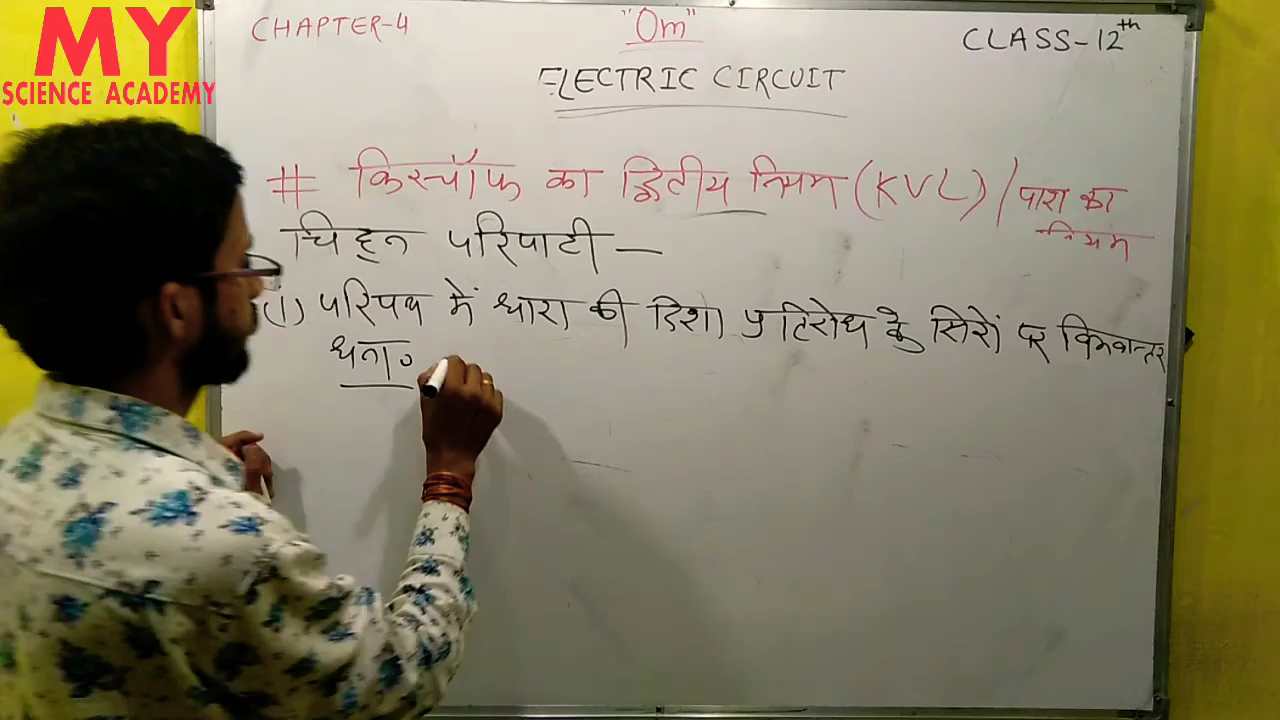 MY
SCIENCE ACADEMY
CHAPTER-4
"Om"
CLASS-12th
ELECTRIC CIRCUIT
# किरचॉफ का द्वितीय नियम (KVL) / पाश का नियम
चिह्न परिपाटी —
(1) परिपथ में धारा की दिशा प्रतिरोध के सिरों पर विभवान्तर
धना०